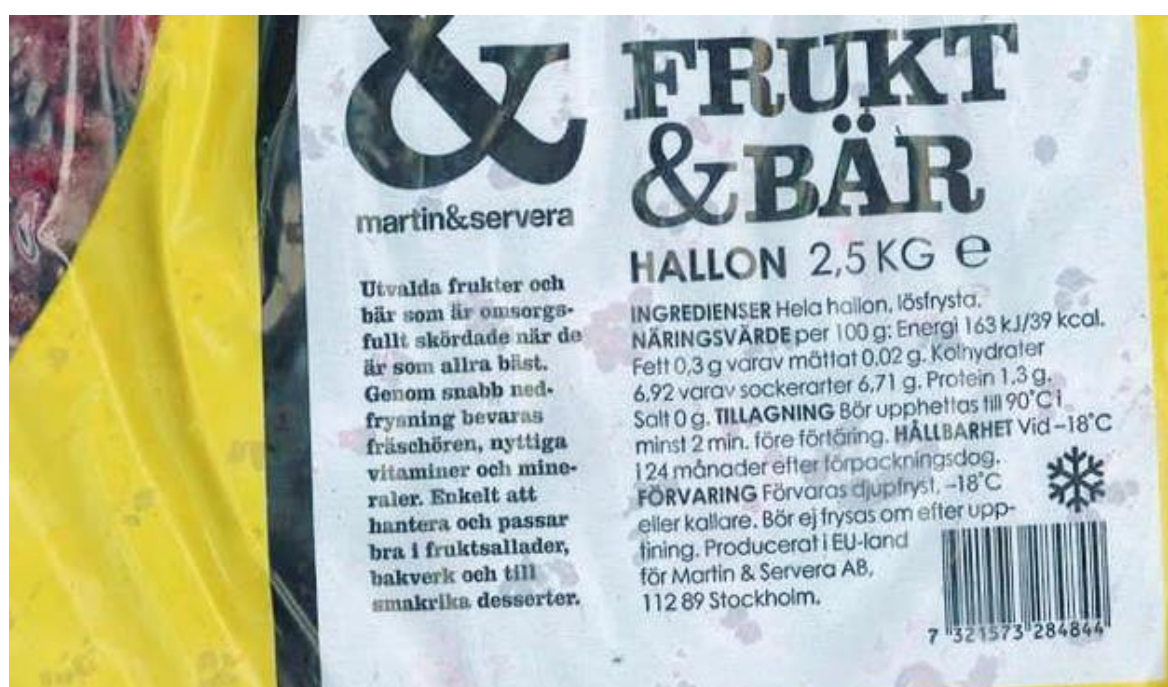 &
martin&servera
Utvalda frukter och
bär som är omsorgs-
fullt skördade när de
är som allra bäst.
Genom snabb ned-
frysning bevaras
fräschören, nyttiga
vitaminer och mine-
raler. Enkelt att
hantera och passar
bra i fruktsallader,
bakverk och till
smakrika desserter.
FRUKT
&BÄR
HALLON 2,5 KG ℮
INGREDIENSER Hela hallon, lösfrysta.
NÄRINGSVÄRDE per 100 g: Energi 163 kJ/39 kcal.
Fett 0,3 g varav mättat 0.02 g. Kolhydrater
6,92 varav sockerarter 6,71 g. Protein 1,3 g.
Salt 0 g. TILLAGNING Bör upphettas till 90°C i
minst 2 min. före förtäring. HÅLLBARHET Vid –18°C
i 24 månader efter förpackningsdag.
FÖRVARING Förvaras djupfryst, –18°C
eller kallare. Bör ej frysas om efter upp-
tining. Producerat i EU-land
för Martin & Servera AB,
112 89 Stockholm.
7 321573 284844